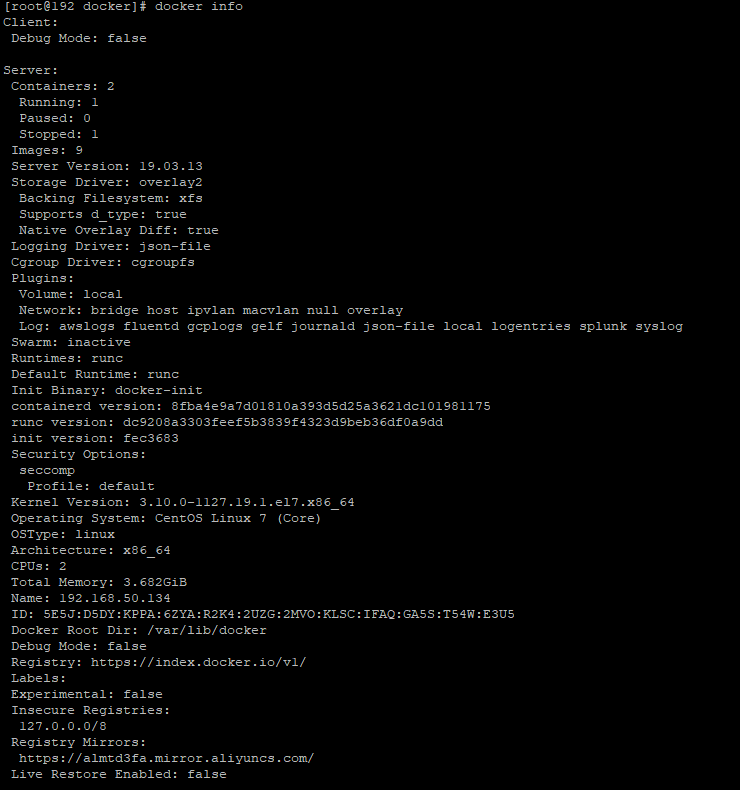 [root@192 docker]# docker info
Client:
 Debug Mode: false

Server:
 Containers: 2
  Running: 1
  Paused: 0
  Stopped: 1
 Images: 9
 Server Version: 19.03.13
 Storage Driver: overlay2
  Backing Filesystem: xfs
  Supports d_type: true
  Native Overlay Diff: true
 Logging Driver: json-file
 Cgroup Driver: cgroupfs
 Plugins:
  Volume: local
  Network: bridge host ipvlan macvlan null overlay
  Log: awslogs fluentd gcplogs gelf journald json-file local logentries splunk syslog
 Swarm: inactive
 Runtimes: runc
 Default Runtime: runc
 Init Binary: docker-init
 containerd version: 8fba4e9a7d01810a393d5d25a3621dc101981175
 runc version: dc9208a3303feef5b3839f4323d9beb36df0a9dd
 init version: fec3683
 Security Options:
  seccomp
   Profile: default
 Kernel Version: 3.10.0-1127.19.1.el7.x86_64
 Operating System: CentOS Linux 7 (Core)
 OSType: linux
 Architecture: x86_64
 CPUs: 2
 Total Memory: 3.682GiB
 Name: 192.168.50.134
 ID: 5E5J:D5DY:KPPA:6ZYA:R2K4:2UZG:2MVO:KLSC:IFAQ:GA5S:T54W:E3U5
 Docker Root Dir: /var/lib/docker
 Debug Mode: false
 Registry: https://index.docker.io/v1/
 Labels:
 Experimental: false
 Insecure Registries:
  127.0.0.0/8
 Registry Mirrors:
  https://almtd3fa.mirror.aliyuncs.com/
 Live Restore Enabled: false